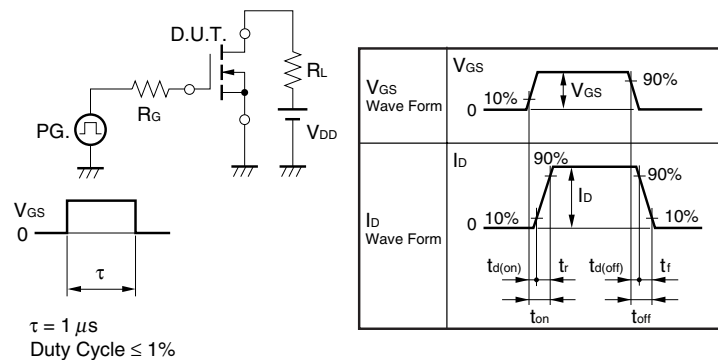 D.U.T.
RL
RG
PG.
VDD
VGS
0
τ
τ = 1 μs
Duty Cycle ≤ 1%
VGS
Wave Form
VGS
10%
0
VGS
90%
ID
Wave Form
ID
90%
90%
ID
0 10%
10%
td(on) tr td(off) tf
ton toff